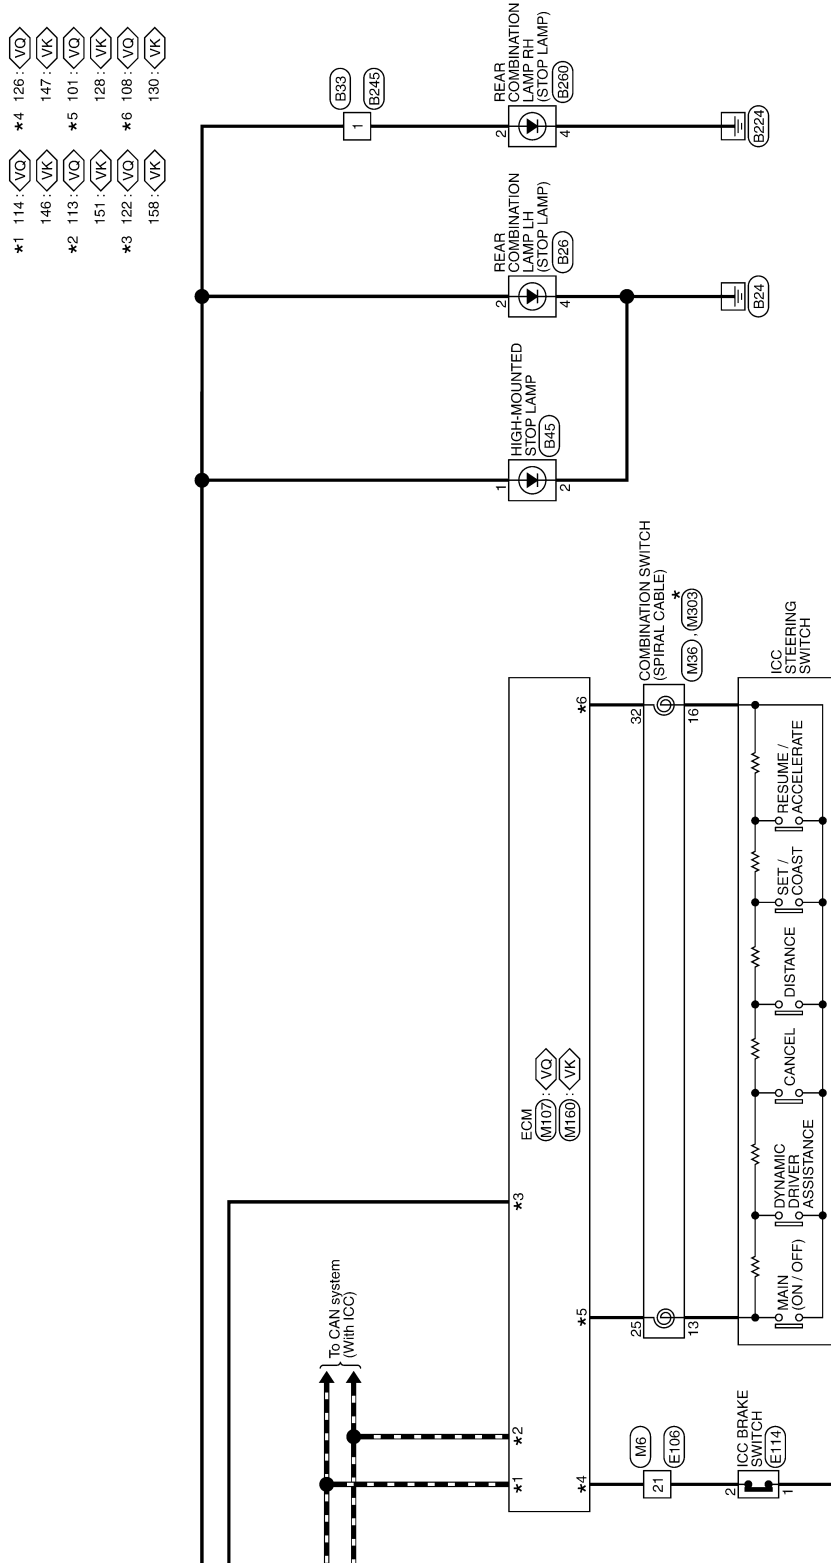 *1 114 : VQ
146 : VK
*2 113 : VQ
151 : VK
*3 122 : VQ
158 : VK
*4 126 : VQ
147 : VK
*5 101 : VQ
128 : VK
*6 108 : VQ
130 : VK
To CAN system
(With ICC)
*1
*2
*3
ECM
M107 : VQ
M160 : VK
*4
*5
*6
21
M6
E106
2
ICC BRAKE
SWITCH
E114
1
25
13
32
16
COMBINATION SWITCH
(SPIRAL CABLE)
*
M36 , M303
ICC
STEERING
SWITCH
MAIN
(ON / OFF)
DYNAMIC
DRIVER
ASSISTANCE
CANCEL
DISTANCE
SET /
COAST
RESUME /
ACCELERATE
1
HIGH-MOUNTED
STOP LAMP
B45
2
2
REAR
COMBINATION
LAMP LH
(STOP LAMP)
B26
4
B24
1
B33
B245
2
REAR
COMBINATION
LAMP RH
(STOP LAMP)
B260
4
B224